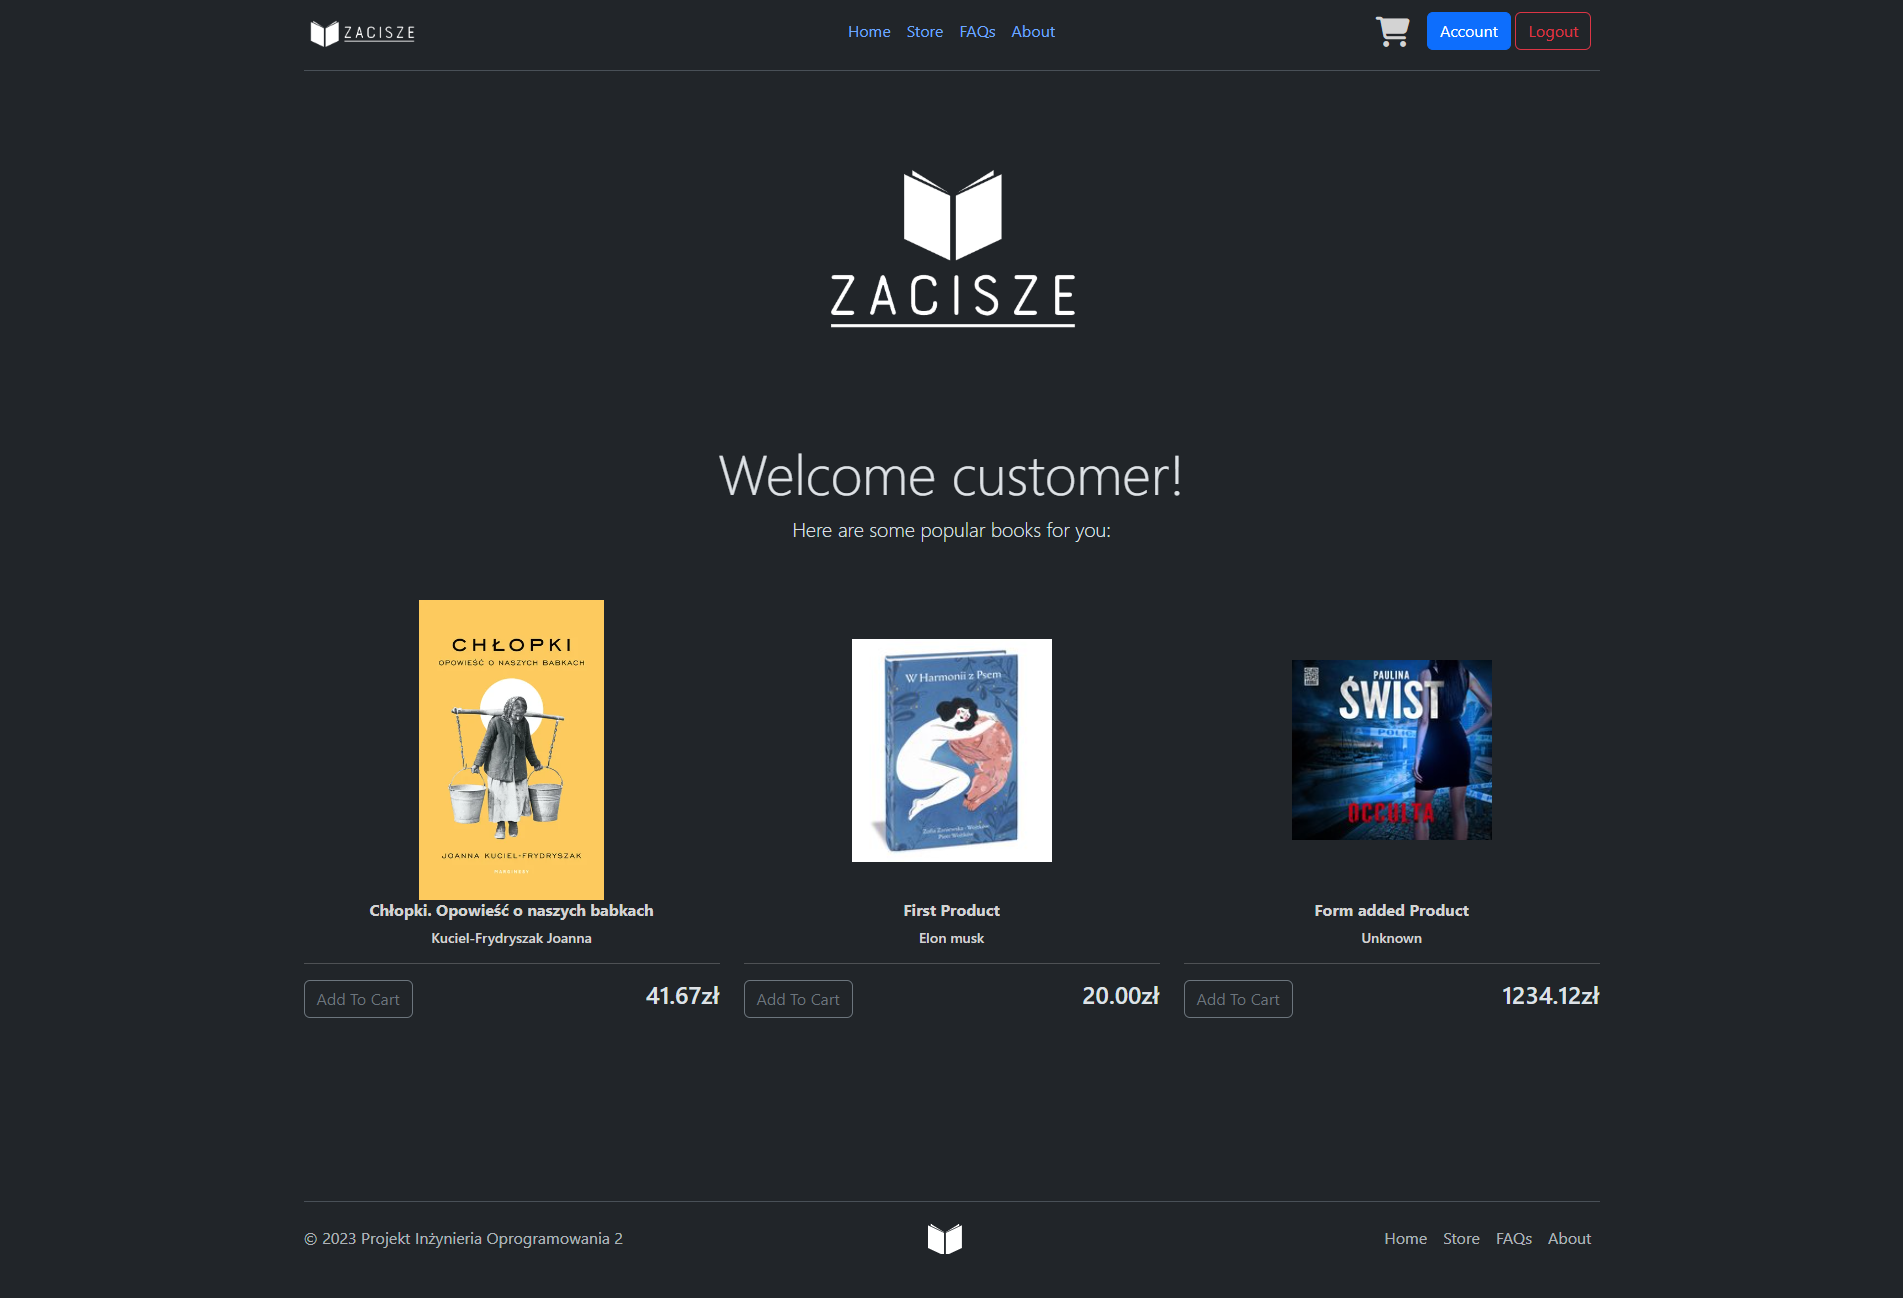 ZACISZE
Home Store FAQs About
Account Logout
ZACISZE
Welcome customer!
Here are some popular books for you:
CHŁOPKI
OPOWIEŚĆ O NASZYCH BABKACH
JOANNA KUCIEL-FRYDRYSZAK
MARGINESY
W Harmonii z Psem
PAULINA
ŚWIST
POLIC
OCCULTA
Chłopki. Opowieść o naszych babkach
Kuciel-Frydryszak Joanna
First Product
Elon musk
Form added Product
Unknown
Add To Cart 41.67zł
Add To Cart 20.00zł
Add To Cart 1234.12zł
© 2023 Projekt Inżynieria Oprogramowania 2
Home Store FAQs About